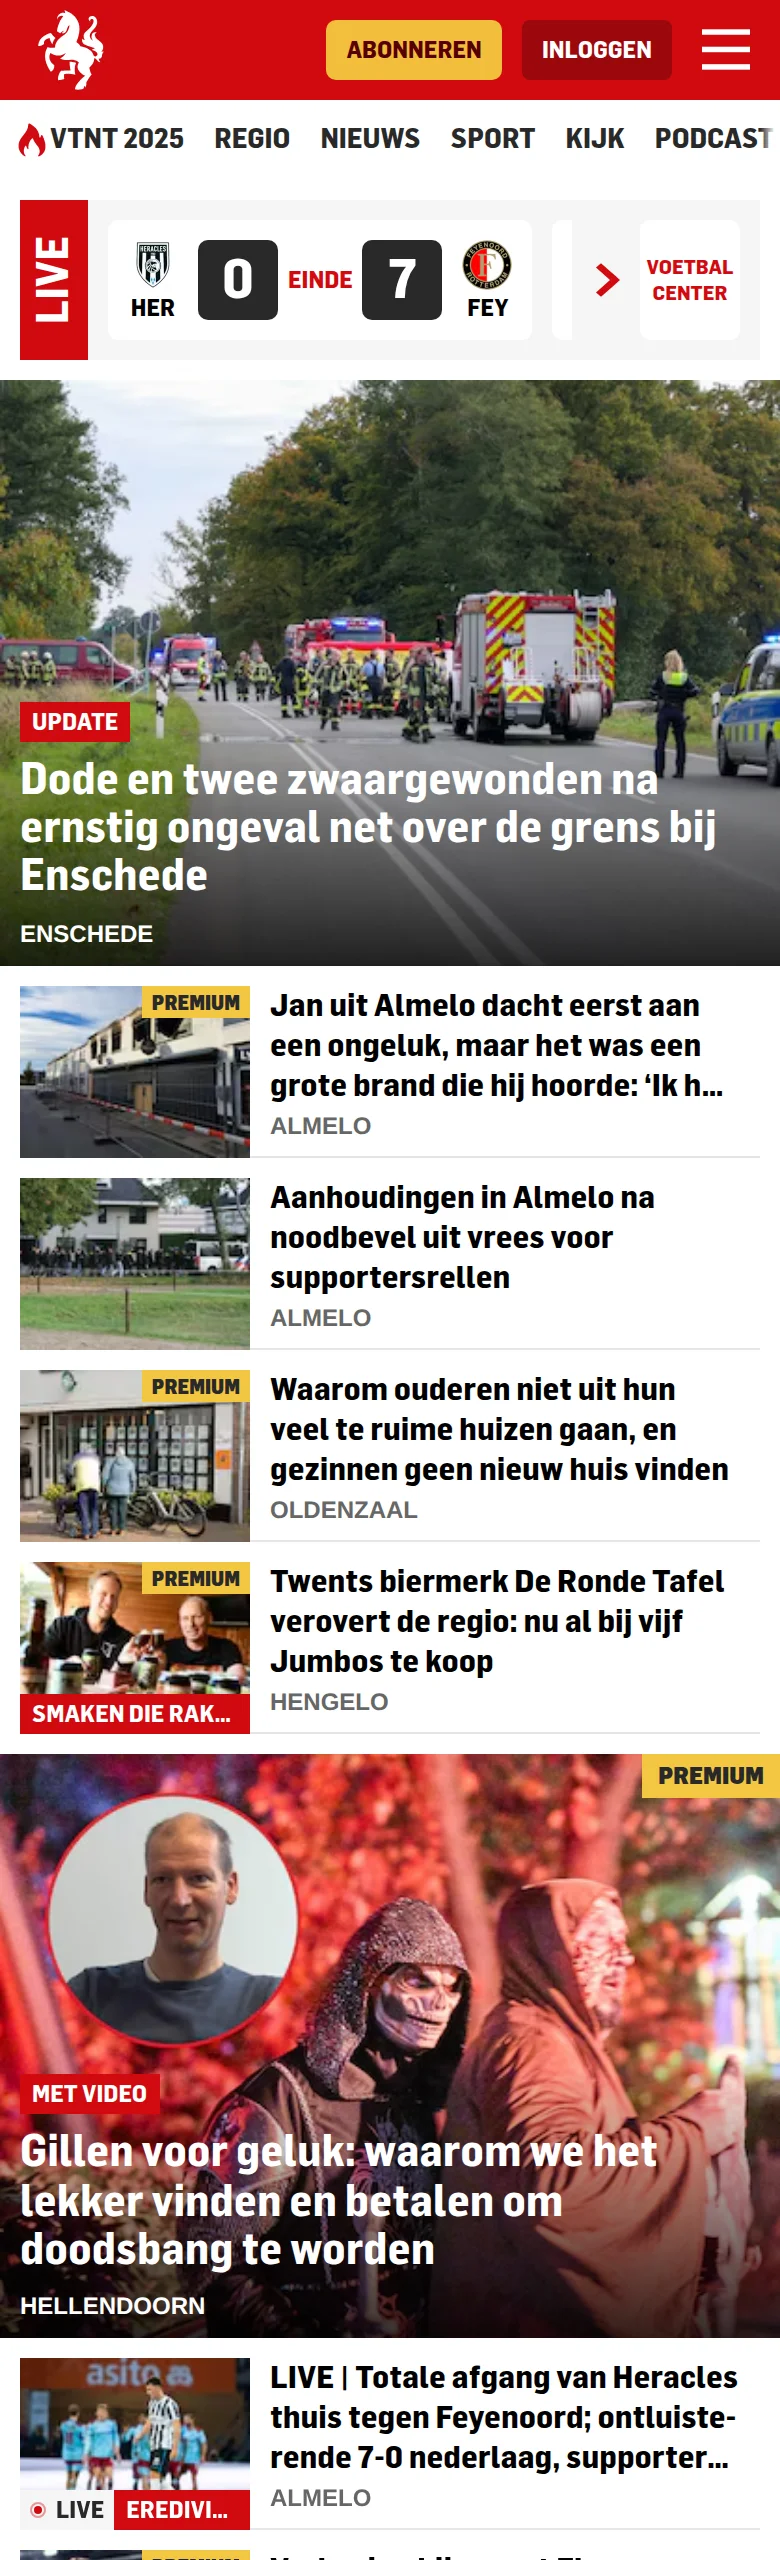 ABONNEREN
INLOGGEN
VTNT 2025 REGIO NIEUWS SPORT KIJK PODCAST
LIVE
HERACLES
HER
0
EINDE
7
FEYENOORD
ROTTERDAM
FEY
VOETBAL
CENTER
UPDATE
Dode en twee zwaargewonden na
ernstig ongeval net over de grens bij
Enschede
ENSCHEDE
PREMIUM
Jan uit Almelo dacht eerst aan
een ongeluk, maar het was een
grote brand die hij hoorde: ‘Ik h...
ALMELO
Aanhoudingen in Almelo na
noodbevel uit vrees voor
supportersrellen
ALMELO
PREMIUM
Waarom ouderen niet uit hun
veel te ruime huizen gaan, en
gezinnen geen nieuw huis vinden
OLDENZAAL
PREMIUM
SMAKEN DIE RAK...
Twents biermerk De Ronde Tafel
verovert de regio: nu al bij vijf
Jumbos te koop
HENGELO
PREMIUM
MET VIDEO
Gillen voor geluk: waarom we het
lekker vinden en betalen om
doodsbang te worden
HELLENDOORN
asito
LIVE
EREDIVI...
LIVE | Totale afgang van Heracles
thuis tegen Feyenoord; ontluiste-
rende 7-0 nederlaag, supporter...
ALMELO